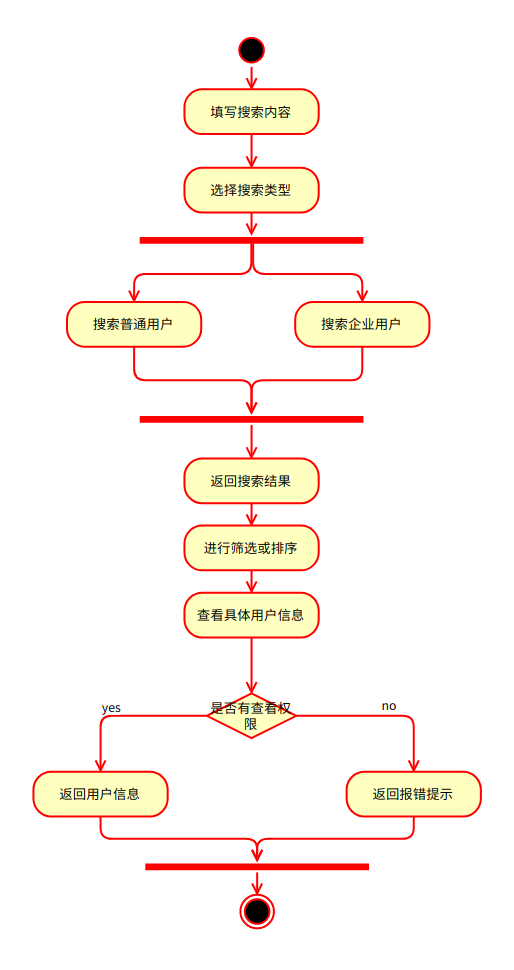 填写搜索内容
选择搜索类型
搜索普通用户
搜索企业用户
返回搜索结果
进行筛选或排序
查看具体用户信息
是否有查看权
限
yes
no
返回用户信息
返回报错提示